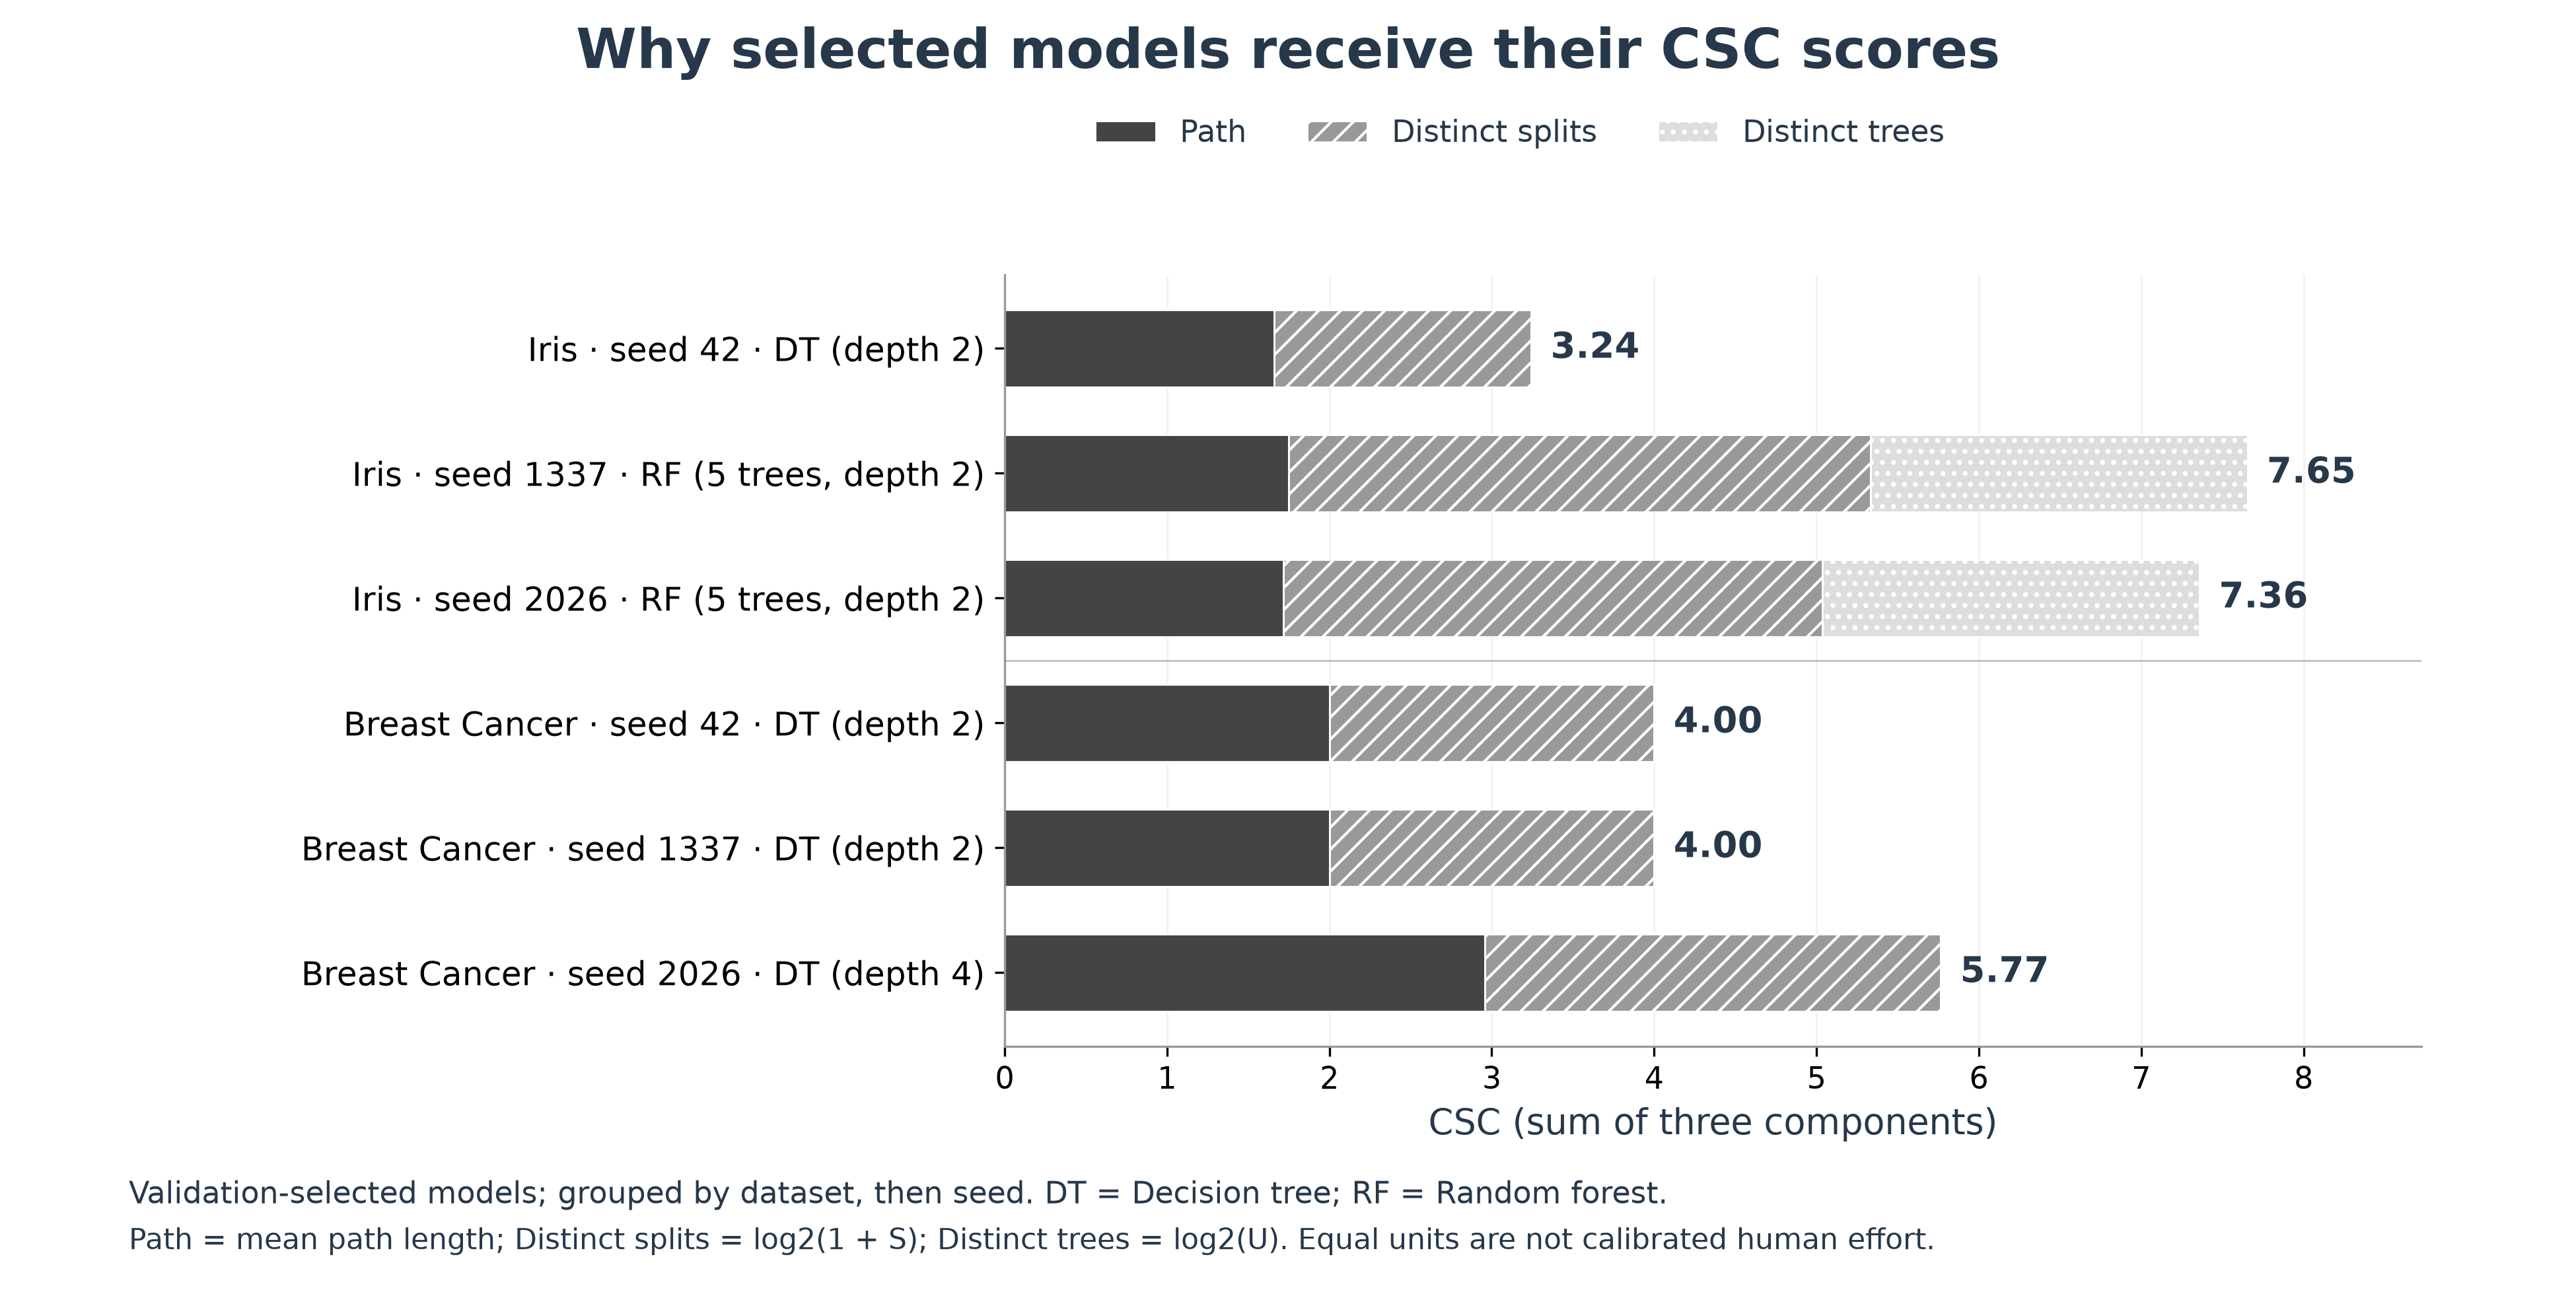 Why selected models receive their CSC scores
Path
Distinct splits
Distinct trees
Iris · seed 42 · DT (depth 2)
3.24
Iris · seed 1337 · RF (5 trees, depth 2)
7.65
Iris · seed 2026 · RF (5 trees, depth 2)
7.36
Breast Cancer · seed 42 · DT (depth 2)
4.00
Breast Cancer · seed 1337 · DT (depth 2)
4.00
Breast Cancer · seed 2026 · DT (depth 4)
5.77
0 1 2 3 4 5 6 7 8
CSC (sum of three components)
Validation-selected models; grouped by dataset, then seed. DT = Decision tree; RF = Random forest.
Path = mean path length; Distinct splits = log2(1 + S); Distinct trees = log2(U). Equal units are not calibrated human effort.